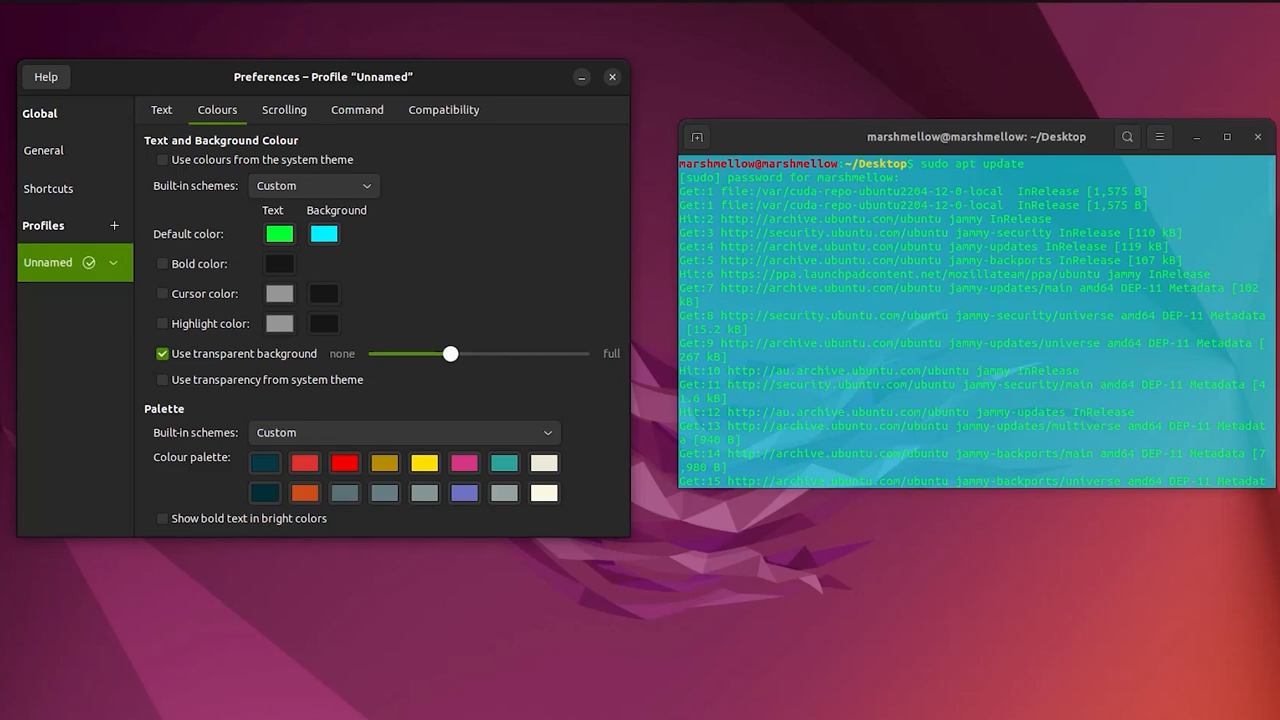 Help
Preferences – Profile “Unnamed”
Global
General
Shortcuts
Profiles
Unnamed
Text Colours Scrolling Command Compatibility
Text and Background Colour
Use colours from the system theme
Built-in schemes: Custom
Text Background
Default color:
Bold color:
Cursor color:
Highlight color:
Use transparent background none full
Use transparency from system theme
Palette
Built-in schemes: Custom
Colour palette:
Show bold text in bright colors
marshmellow@marshmellow: ~/Desktop
marshmellow@marshmellow:~/Desktop$ sudo apt update
[sudo] password for marshmellow:
Get:1 file:/var/cuda-repo-ubuntu2204-12-0-local  InRelease [1,575 B]
Get:1 file:/var/cuda-repo-ubuntu2204-12-0-local  InRelease [1,575 B]
Hit:2 http://archive.ubuntu.com/ubuntu jammy InRelease
Get:3 http://security.ubuntu.com/ubuntu jammy-security InRelease [110 kB]
Get:4 http://archive.ubuntu.com/ubuntu jammy-updates InRelease [119 kB]
Get:5 http://archive.ubuntu.com/ubuntu jammy-backports InRelease [107 kB]
Hit:6 https://ppa.launchpadcontent.net/mozillateam/ppa/ubuntu jammy InRelease
Get:7 http://archive.ubuntu.com/ubuntu jammy-updates/main amd64 DEP-11 Metadata [102
kB]
Get:8 http://security.ubuntu.com/ubuntu jammy-security/universe amd64 DEP-11 Metadata
[15.2 kB]
Get:9 http://archive.ubuntu.com/ubuntu jammy-updates/universe amd64 DEP-11 Metadata [
267 kB]
Hit:10 http://au.archive.ubuntu.com/ubuntu jammy InRelease
Get:11 http://security.ubuntu.com/ubuntu jammy-security/main amd64 DEP-11 Metadata [4
1.6 kB]
Hit:12 http://au.archive.ubuntu.com/ubuntu jammy-updates InRelease
Get:13 http://archive.ubuntu.com/ubuntu jammy-updates/multiverse amd64 DEP-11 Metadat
a [940 B]
Get:14 http://archive.ubuntu.com/ubuntu jammy-backports/main amd64 DEP-11 Metadata [7
,980 B]
Get:15 http://archive.ubuntu.com/ubuntu jammy-backports/universe amd64 DEP-11 Metadat